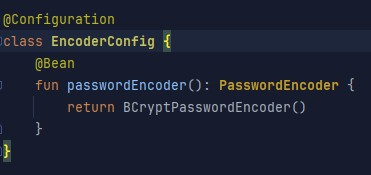 @Configuration
class EncoderConfig {
    @Bean
    fun passwordEncoder(): PasswordEncoder {
        return BCryptPasswordEncoder()
    }
}